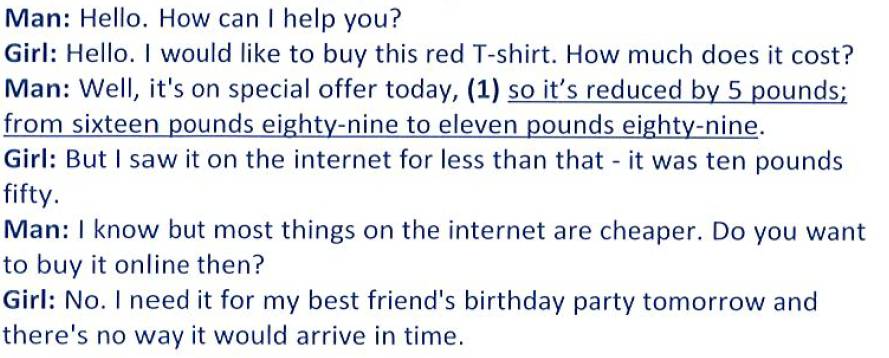 Man: Hello. How can I help you?
Girl: Hello. I would like to buy this red T-shirt. How much does it cost?
Man: Well, it's on special offer today, (1) so it’s reduced by 5 pounds;
from sixteen pounds eighty-nine to eleven pounds eighty-nine.
Girl: But I saw it on the internet for less than that - it was ten pounds
fifty.
Man: I know but most things on the internet are cheaper. Do you want
to buy it online then?
Girl: No. I need it for my best friend's birthday party tomorrow and
there's no way it would arrive in time.